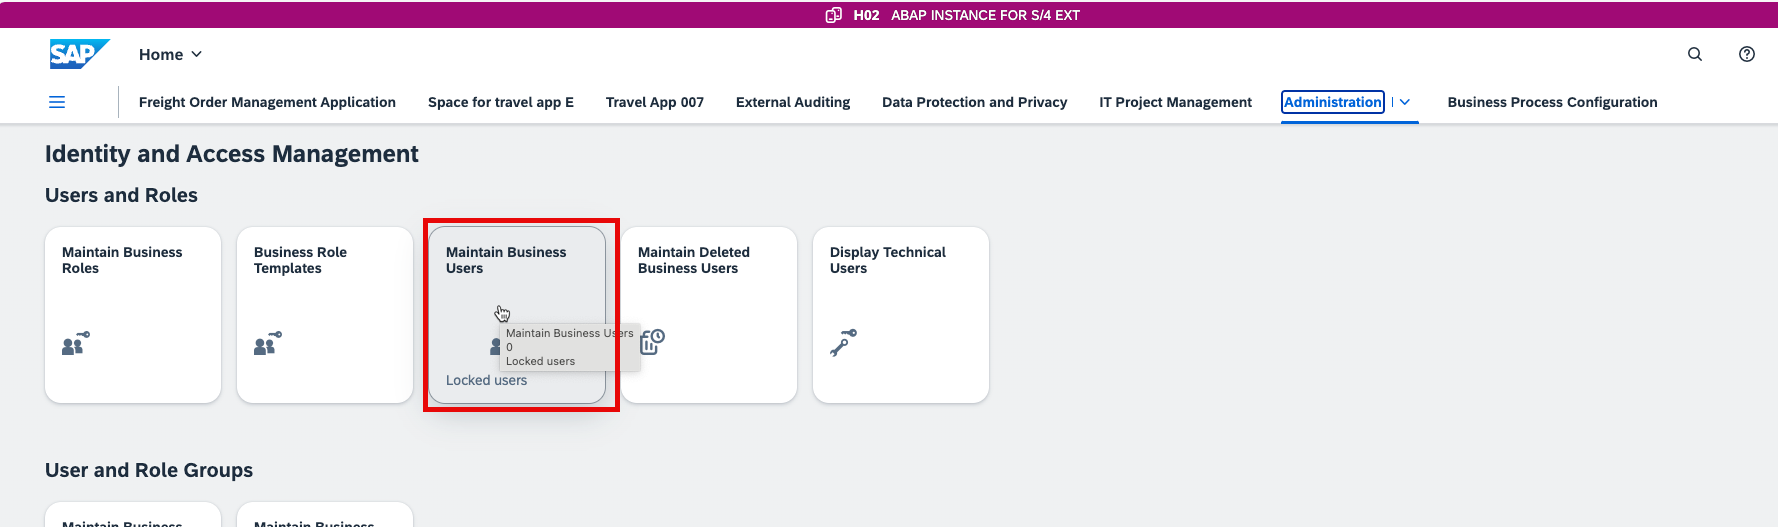 H02 ABAP INSTANCE FOR S/4 EXT
SAP Home
Freight Order Management Application Space for travel app E Travel App 007 External Auditing Data Protection and Privacy IT Project Management Administration Business Process Configuration
Identity and Access Management
Users and Roles
Maintain Business
Roles
Business Role
Templates
Maintain Business
Users
Maintain Business Users
0
Locked users
Locked users
Maintain Deleted
Business Users
Display Technical
Users
User and Role Groups
Maintain Business
Maintain Business